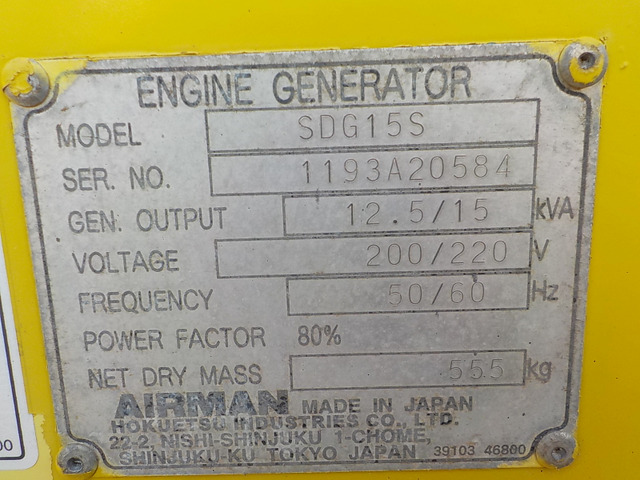 ENGINE GENERATOR
MODEL SDG15S
SER. NO. 1193A20584
GEN. OUTPUT 12.5/15 kVA
VOLTAGE 200/220 V
FREQUENCY 50/60 Hz
POWER FACTOR 80%
NET DRY MASS 555 kg
AIRMAN MADE IN JAPAN
HOKUETSU INDUSTRIES CO., LTD.
22-2, NISHI-SHINJUKU 1-CHOME,
SHINJUKU-KU TOKYO JAPAN 39103 46800